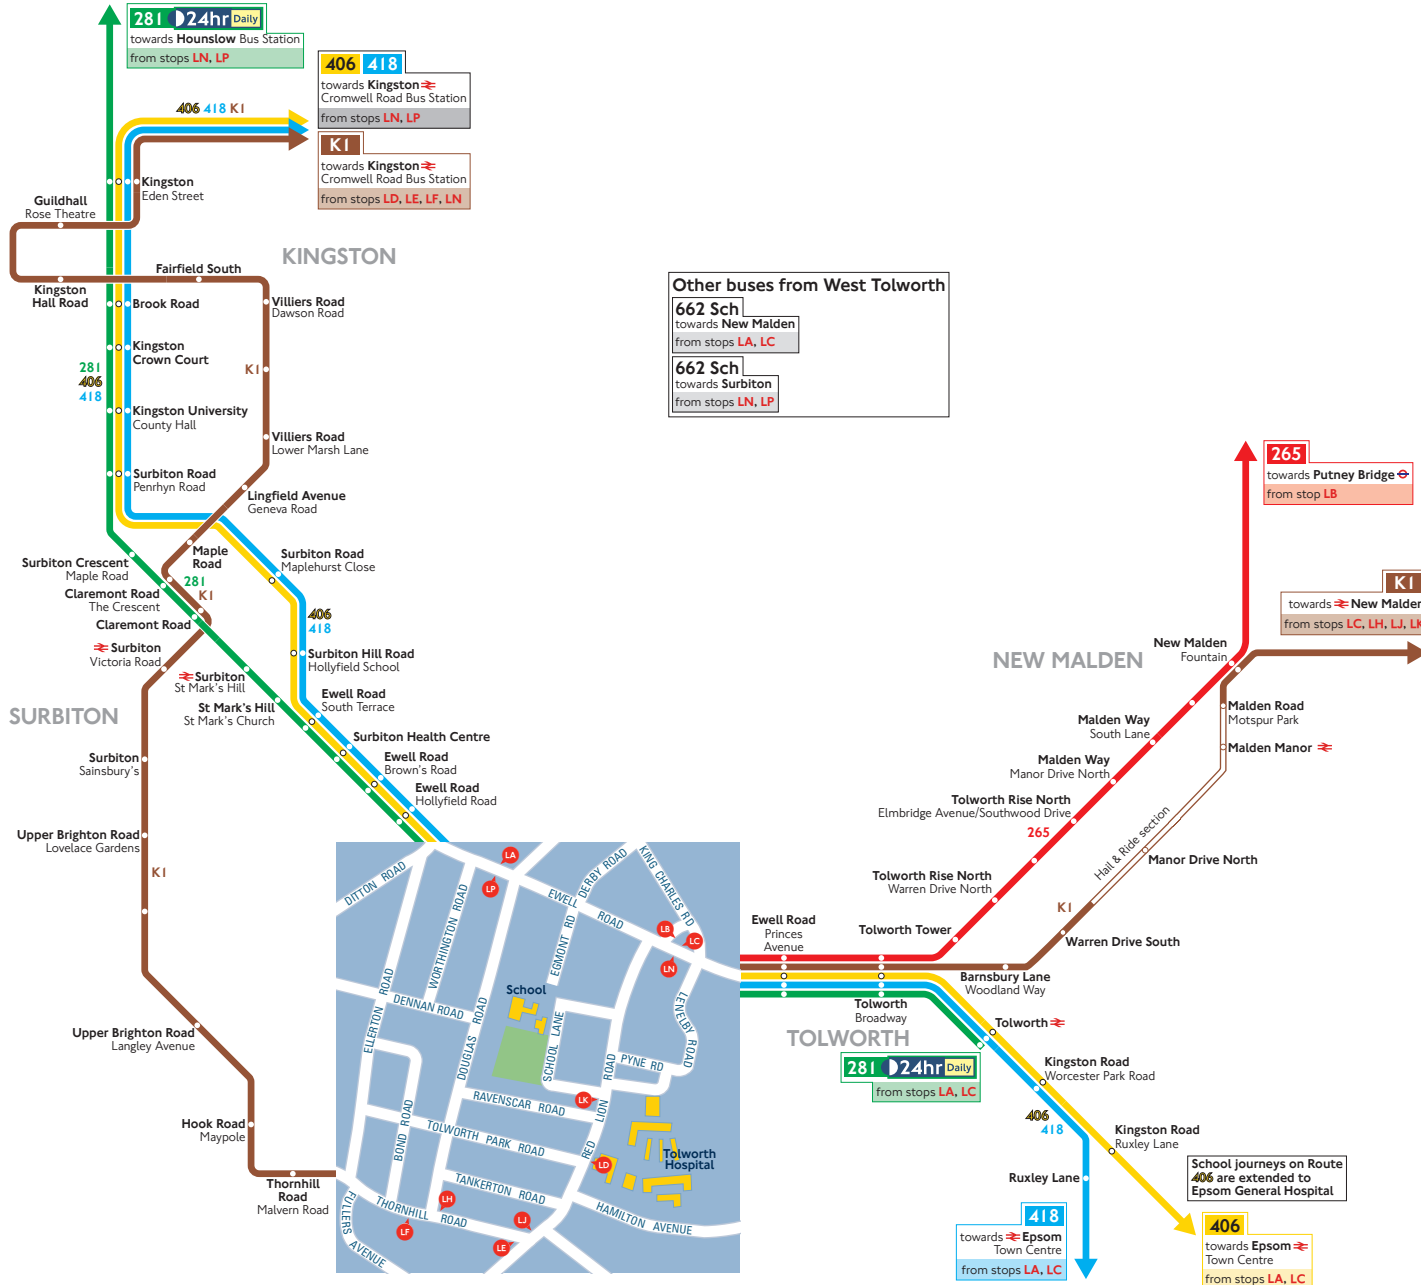 281 24hr Daily
towards Hounslow Bus Station
from stops LN, LP
406 418
towards Kingston
Cromwell Road Bus Station
from stops LN, LP
K1
towards Kingston
Cromwell Road Bus Station
from stops LD, LE, LF, LN
406 418 K1
Kingston
Eden Street
Guildhall
Rose Theatre
KINGSTON
Fairfield South
Kingston
Hall Road
Villiers Road
Dawson Road
Brook Road
Kingston
Crown Court
281
406
418
K1
Kingston University
County Hall
Villiers Road
Lower Marsh Lane
Surbiton Road
Penrhyn Road
Lingfield Avenue
Geneva Road
Maple
Road
Surbiton Road
Maplehurst Close
Surbiton Crescent
Maple Road
281
K1
Claremont Road
The Crescent
Claremont Road
406
418
Surbiton
Victoria Road
Surbiton
St Mark's Hill
Surbiton Hill Road
Hollyfield School
St Mark's Hill
St Mark's Church
Ewell Road
South Terrace
SURBITON
Surbiton Health Centre
Surbiton
Sainsbury's
Ewell Road
Brown's Road
Ewell Road
Hollyfield Road
Upper Brighton Road
Lovelace Gardens
K1
Upper Brighton Road
Langley Avenue
Hook Road
Maypole
Thornhill
Road
Malvern Road
Other buses from West Tolworth
662 Sch
towards New Malden
from stops LA, LC
662 Sch
towards Surbiton
from stops LN, LP
265
towards Putney Bridge
from stop LB
K1
towards New Malden
from stops LC, LH, LJ, LK
New Malden
Fountain
NEW MALDEN
Malden Road
Motspur Park
Malden Way
South Lane
Malden Manor
Malden Way
Manor Drive North
Tolworth Rise North
Elmbridge Avenue/Southwood Drive
265
Hail & Ride section
Manor Drive North
Tolworth Rise North
Warren Drive North
K1
Ewell Road
Princes
Avenue
Tolworth Tower
Warren Drive South
Barnsbury Lane
Woodland Way
Tolworth
Broadway
TOLWORTH
Tolworth
281 24hr Daily
from stops LA, LC
Kingston Road
Worcester Park Road
406
418
Kingston Road
Ruxley Lane
Ruxley Lane
School journeys on Route
406 are extended to
Epsom General Hospital
418
towards Epsom
Town Centre
from stops LA, LC
406
towards Epsom
Town Centre
from stops LA, LC
DITTON ROAD
LA
LP
DERBY ROAD
KING CHARLES RD
EWELL ROAD
WORTHINGTON ROAD
EGMONT RD
LB
LC
LN
ELLERTON ROAD
DENNAN ROAD
School
DOUGLAS ROAD
SCHOOL LANE
LENELBY ROAD
PYNE RD
RAVENSCAR ROAD
LK
RED LION ROAD
BOND ROAD
TOLWORTH PARK ROAD
Tolworth
Hospital
LD
TANKERTON ROAD
LH
THORNHILL ROAD
LF
LJ
LE
HAMILTON AVENUE
FULLERS AVENUE